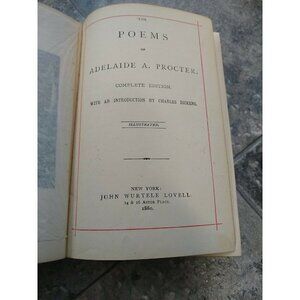 THE
POEMS
OF
ADELAIDE A. PROCTER.
COMPLETE EDITION.
WITH AN INTRODUCTION BY CHARLES DICKENS.
ILLUSTRATED.
NEW YORK:
JOHN WURTELE LOVELL.
14 & 16 ASTOR PLACE.
1880.